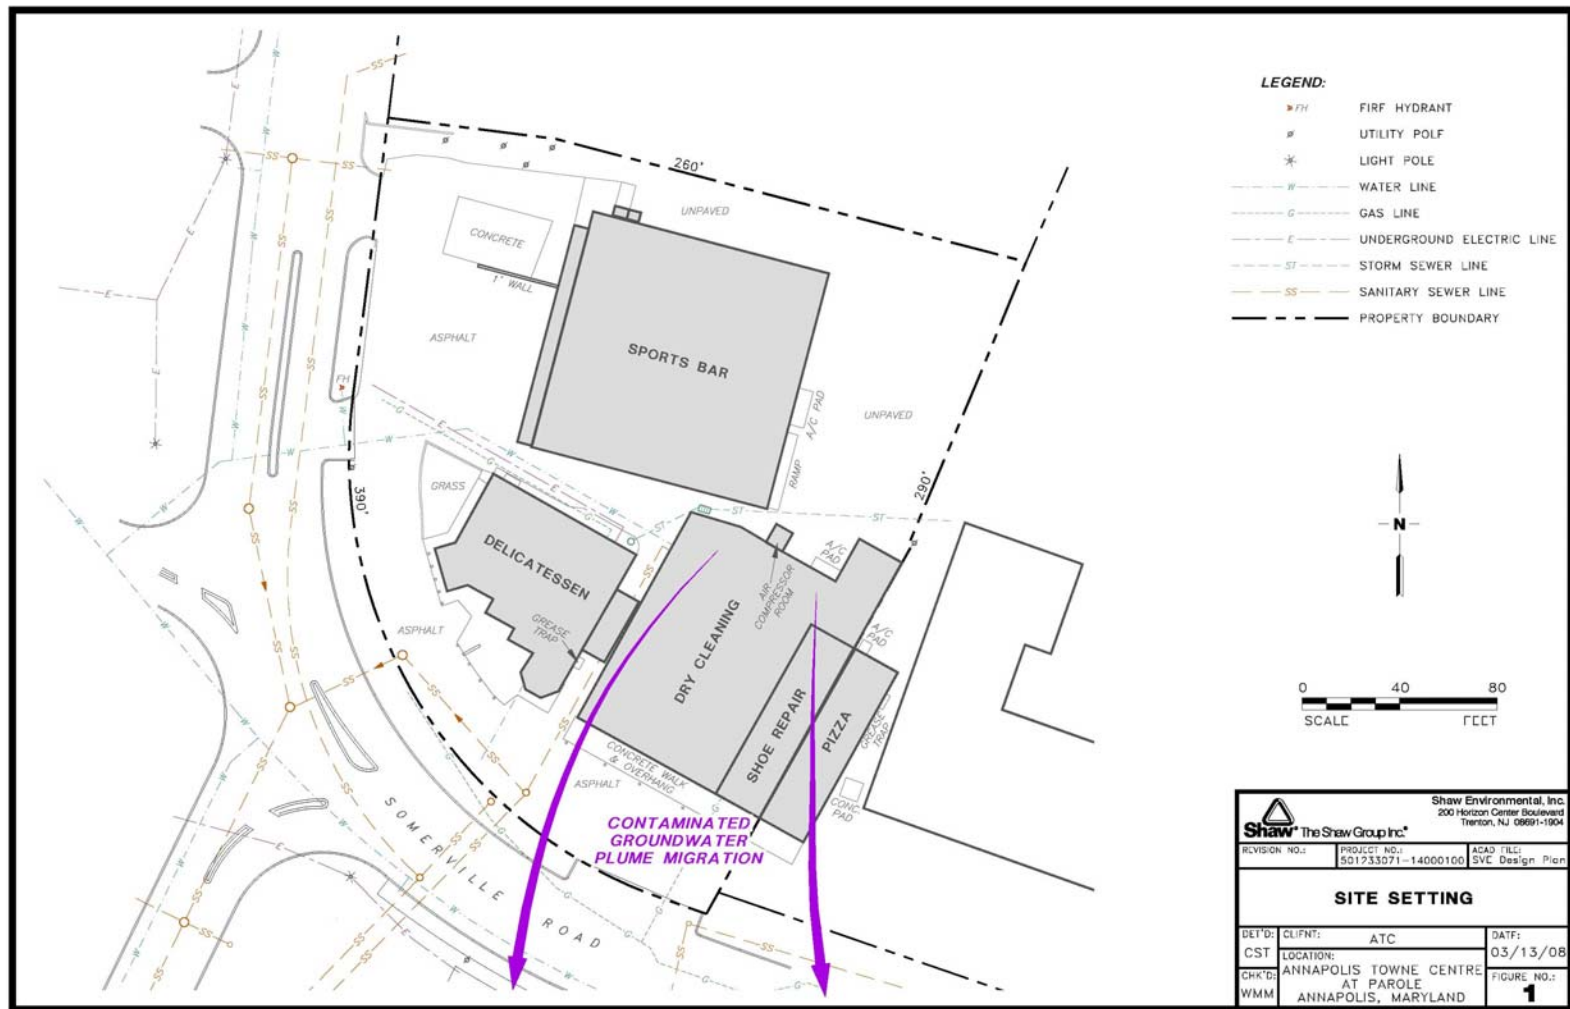 LEGEND:
FH FIRE HYDRANT
UTILITY POLE
LIGHT POLE
W WATER LINE
G GAS LINE
E UNDERGROUND ELECTRIC LINE
ST STORM SEWER LINE
SS SANITARY SEWER LINE
PROPERTY BOUNDARY
260'
UNPAVED
CONCRETE
1' WALL
ASPHALT
SPORTS BAR
A/C PAD
UNPAVED
RAMP
FH
390'
290'
GRASS
DELICATESSEN
GREASE
TRAP
ASPHALT
AIR
COMPRESSOR
ROOM
A/C
PAD
A/C
PAD
DRY CLEANING
SHOE REPAIR
PIZZA
GREASE
TRAP
CONC.
PAD
CONCRETE WALK
& OVERHANG
ASPHALT
CONTAMINATED
GROUNDWATER
PLUME MIGRATION
SOMERVILLE ROAD
N
0 40 80
SCALE FEET
Shaw Environmental, Inc.
200 Horizon Center Boulevard
Trenton, NJ 08691-1904
Shaw The Shaw Group Inc.
REVISION NO.:
PROJECT NO.:
501233071-14000100
ACAD FILE:
SVE Design Plan
SITE SETTING
DET'D:
CST
CLIENT:
ATC
DATE:
03/13/08
CHK'D:
WMM
LOCATION:
ANNAPOLIS TOWNE CENTRE
AT PAROLE
ANNAPOLIS, MARYLAND
FIGURE NO.:
1